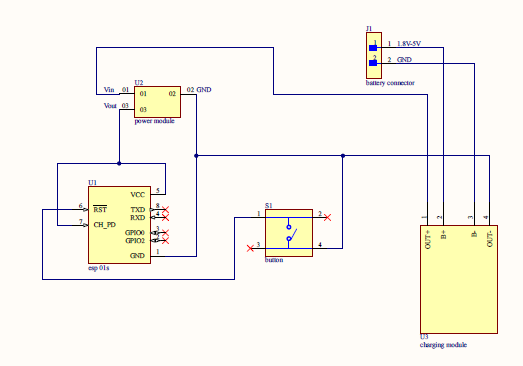 J1
1
1
1.8V-5V
2
2
GND
battery connector
U2
Vin
01
01
02
02
GND
Vout
03
03
power module
U1
VCC
5
6
RST
TXD
8
RXD
4
7
CH_PD
GPIO0
3
GPIO2
GND
1
esp 01s
S1
1
2
3
4
button
1
2
3
4
OUT+
B+
B-
OUT-
U3
charging module